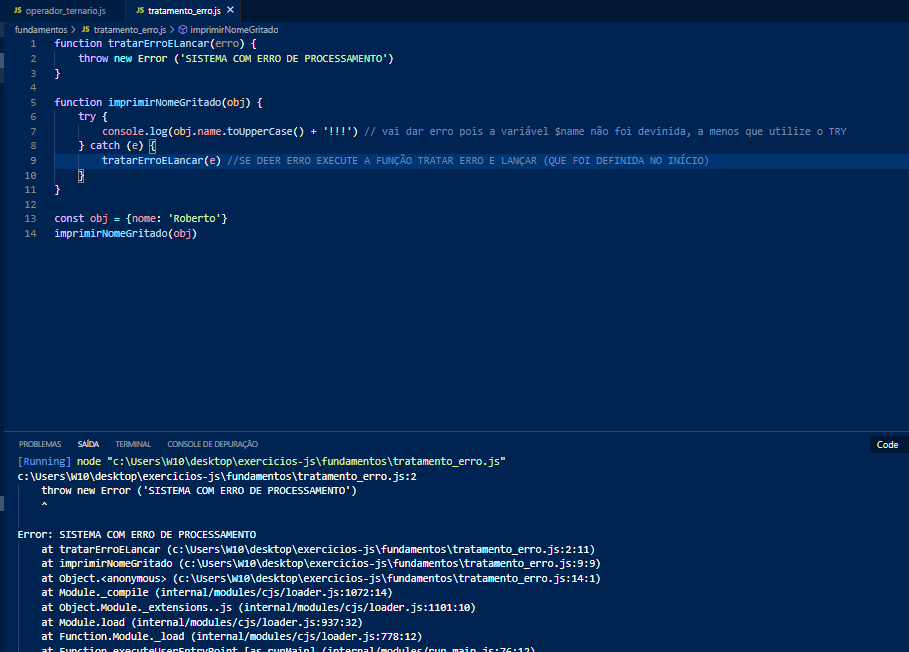 JS operador_ternario.js JS tratamento_erro.js ✕
fundamentos > JS tratamento_erro.js > imprimirNomeGritado
1 function tratarErroELancar(erro) {
2 throw new Error ('SISTEMA COM ERRO DE PROCESSAMENTO')
3 }
4
5 function imprimirNomeGritado(obj) {
6 try {
7 console.log(obj.name.toUpperCase() + '!!!') // vai dar erro pois a variável $name não foi devinida, a menos que utilize o TRY
8 } catch (e) {
9 tratarErroELancar(e) //SE DEER ERRO EXECUTE A FUNÇÃO TRATAR ERRO E LANÇAR (QUE FOI DEFINIDA NO INÍCIO)
10 }
11 }
12
13 const obj = {nome: 'Roberto'}
14 imprimirNomeGritado(obj)
PROBLEMAS SAÍDA TERMINAL CONSOLE DE DEPURAÇÃO Code
[Running] node "c:\Users\W10\desktop\exercicios-js\fundamentos\tratamento_erro.js"
c:\Users\W10\desktop\exercicios-js\fundamentos\tratamento_erro.js:2
throw new Error ('SISTEMA COM ERRO DE PROCESSAMENTO')
^
Error: SISTEMA COM ERRO DE PROCESSAMENTO
at tratarErroELancar (c:\Users\W10\desktop\exercicios-js\fundamentos\tratamento_erro.js:2:11)
at imprimirNomeGritado (c:\Users\W10\desktop\exercicios-js\fundamentos\tratamento_erro.js:9:9)
at Object.<anonymous> (c:\Users\W10\desktop\exercicios-js\fundamentos\tratamento_erro.js:14:1)
at Module._compile (internal/modules/cjs/loader.js:1072:14)
at Object.Module._extensions..js (internal/modules/cjs/loader.js:1101:10)
at Module.load (internal/modules/cjs/loader.js:937:32)
at Function.Module._load (internal/modules/cjs/loader.js:778:12)
at Function.executeUserEntryPoint [as runMain] (internal/modules/run_main.js:76:12)